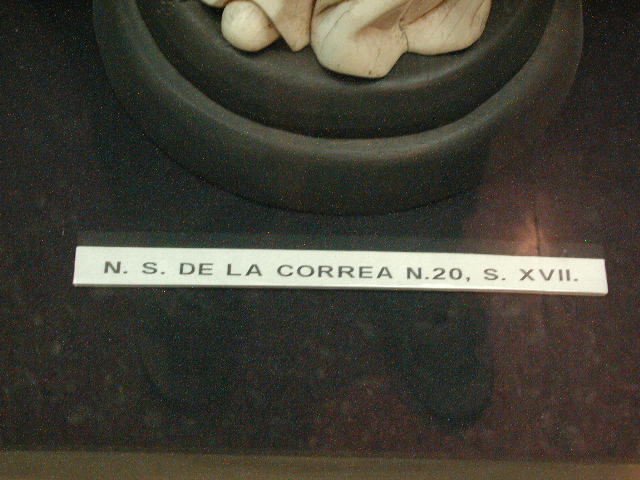 N. S. DE LA CORREA N.20, S. XVII.